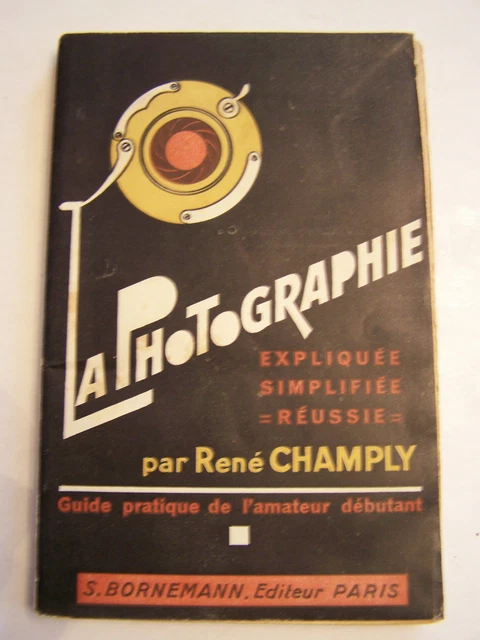 LA PHOTOGRAPHIE
EXPLIQUÉE
SIMPLIFIÉE
=RÉUSSIE=
par René CHAMPLY
Guide pratique de l'amateur débutant
S. BORNEMANN, Editeur PARIS